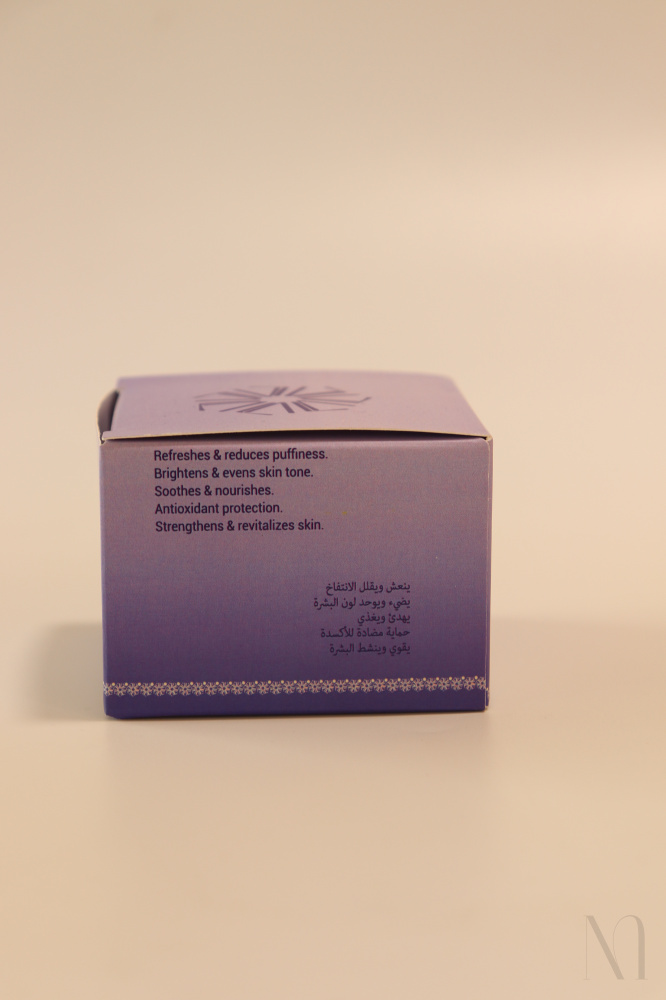 Refreshes & reduces puffiness.
Brightens & evens skin tone.
Soothes & nourishes.
Antioxidant protection.
Strengthens & revitalizes skin.
ينعش ويقلل الانتفاخ
يضيء ويوحد لون البشرة
يهدئ ويغذي
حماية مضادة للأكسدة
يقوي وينشط البشرة